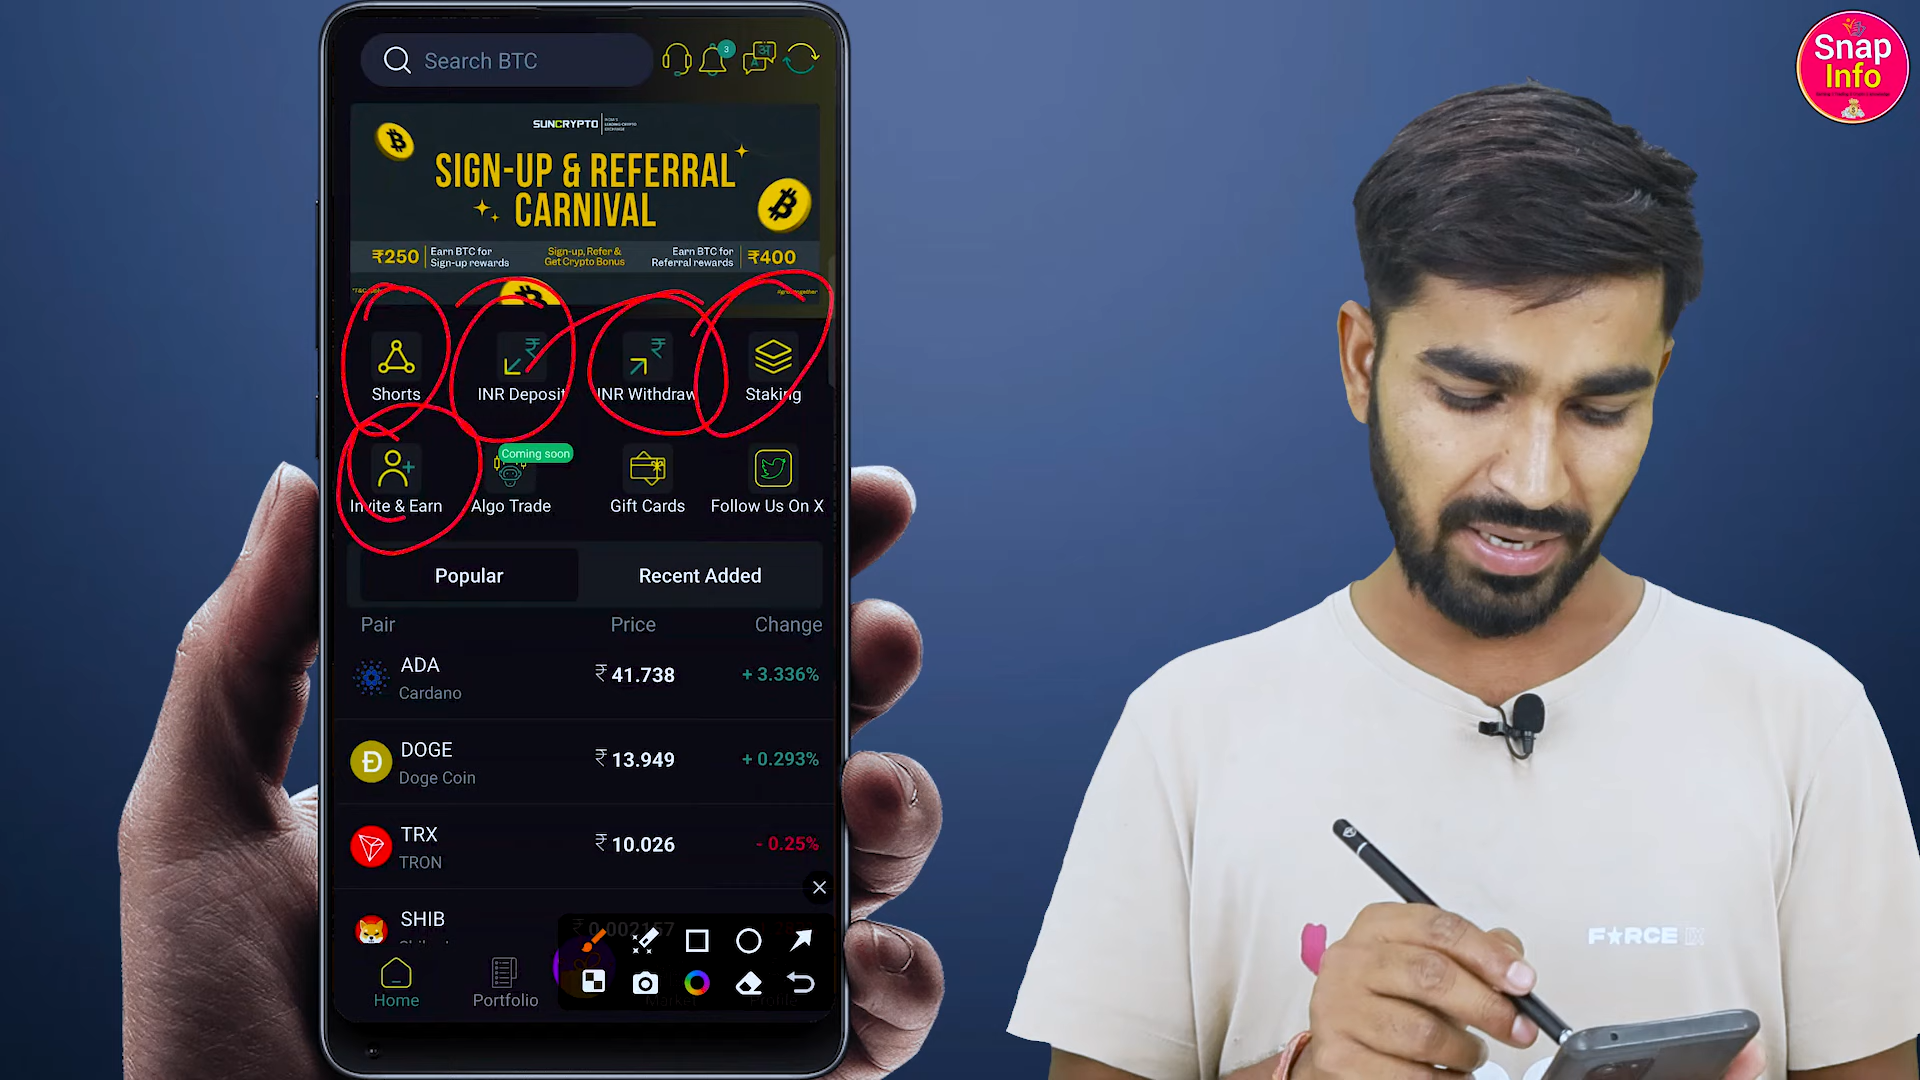 Snap
Info
Search BTC
3
SUNCRYPTO
SIGN-UP & REFERRAL
CARNIVAL
₹250
Earn BTC for
Sign-up rewards
Sign-up, Refer &
Get Crypto Bonus
Earn BTC for
Referral rewards
₹400
Shorts
INR Deposit
INR Withdraw
Staking
Coming soon
Invite & Earn
Algo Trade
Gift Cards
Follow Us On X
Popular
Recent Added
Pair
Price
Change
ADA
Cardano
₹ 41.738
+ 3.336%
DOGE
Doge Coin
₹ 13.949
+ 0.293%
TRX
TRON
₹ 10.026
- 0.25%
SHIB
Home
Portfolio
FORCE IX